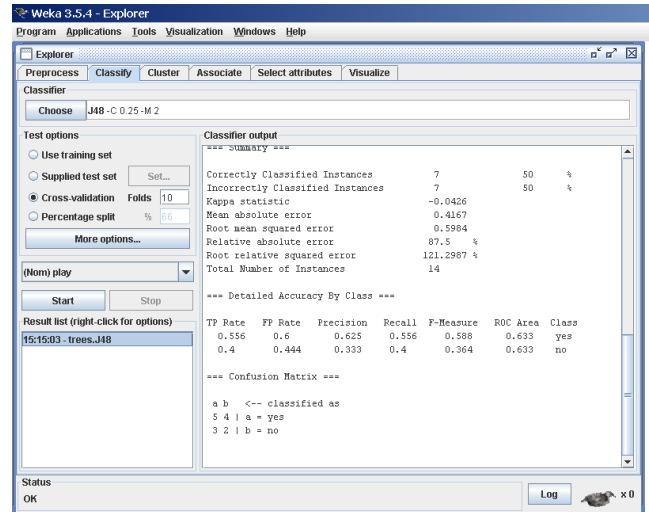 Weka 3.5.4 - Explorer
Program Applications Tools Visualization Windows Help
Explorer
Preprocess Classify Cluster Associate Select attributes Visualize
Classifier
Choose J48 -C 0.25 -M 2
Test options
Use training set
Supplied test set Set...
Cross-validation Folds 10
Percentage split % 66
More options...
(Nom) play
Start Stop
Result list (right-click for options)
15:15:03 - trees.J48
Classifier output
=== Summary ===
Correctly Classified Instances 7 50 %
Incorrectly Classified Instances 7 50 %
Kappa statistic -0.0426
Mean absolute error 0.4167
Root mean squared error 0.5984
Relative absolute error 87.5 %
Root relative squared error 121.2987 %
Total Number of Instances 14
=== Detailed Accuracy By Class ===
TP Rate FP Rate Precision Recall F-Measure ROC Area Class
0.556 0.6 0.625 0.556 0.588 0.633 yes
0.4 0.444 0.333 0.4 0.364 0.633 no
=== Confusion Matrix ===
a b <-- classified as
5 4 | a = yes
3 2 | b = no
Status
OK
Log x 0